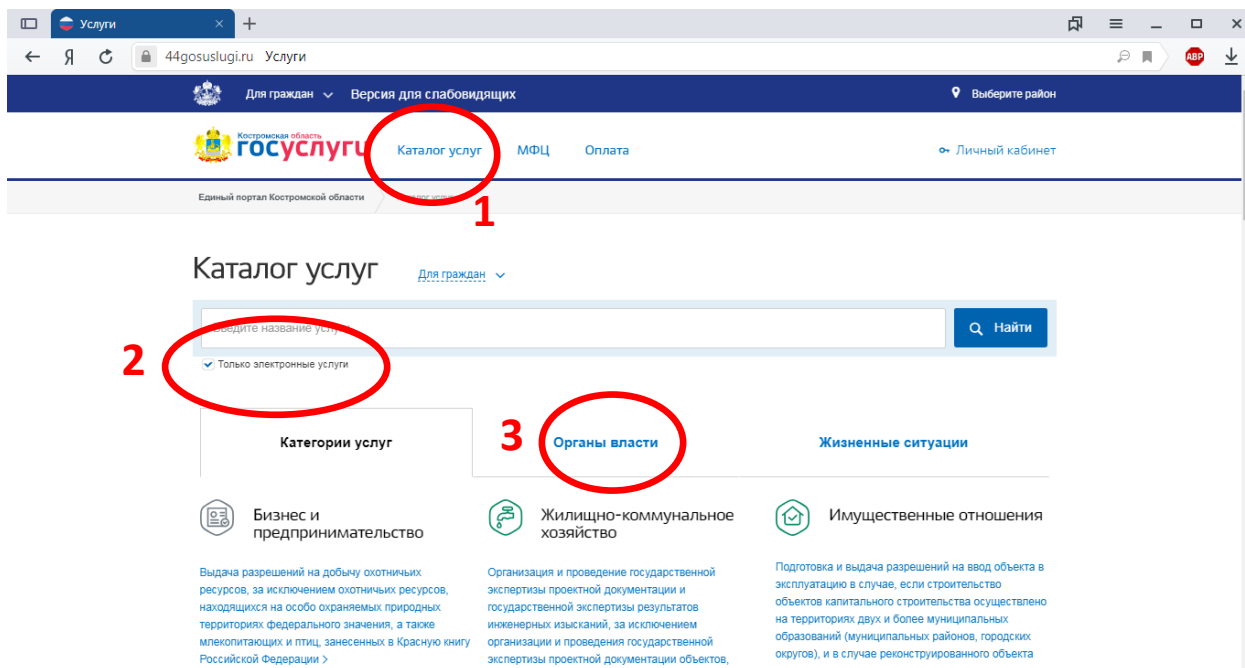 Услуги
44gosuslugi.ru Услуги
ABP
Для граждан Версия для слабовидящих Выберите район
Костромская область
госуслуги Каталог услуг МФЦ Оплата Личный кабинет
Единый портал Костромской области
1
Каталог услуг Для граждан
Введите название услуги Найти
2
Только электронные услуги
Категории услуг 3 Органы власти Жизненные ситуации
Бизнес и
предпринимательство
Выдача разрешений на добычу охотничьих
ресурсов, за исключением охотничьих ресурсов,
находящихся на особо охраняемых природных
территориях федерального значения, а также
млекопитающих и птиц, занесенных в Красную книгу
Российской Федерации >
Жилищно-коммунальное
хозяйство
Организация и проведение государственной
экспертизы проектной документации и
государственной экспертизы результатов
инженерных изысканий, за исключением
организации и проведения государственной
экспертизы проектной документации объектов,
Имущественные отношения
Подготовка и выдача разрешений на ввод объекта в
эксплуатацию в случае, если строительство
объектов капитального строительства осуществлено
на территориях двух и более муниципальных
образований (муниципальных районов, городских
округов), и в случае реконструированного объекта